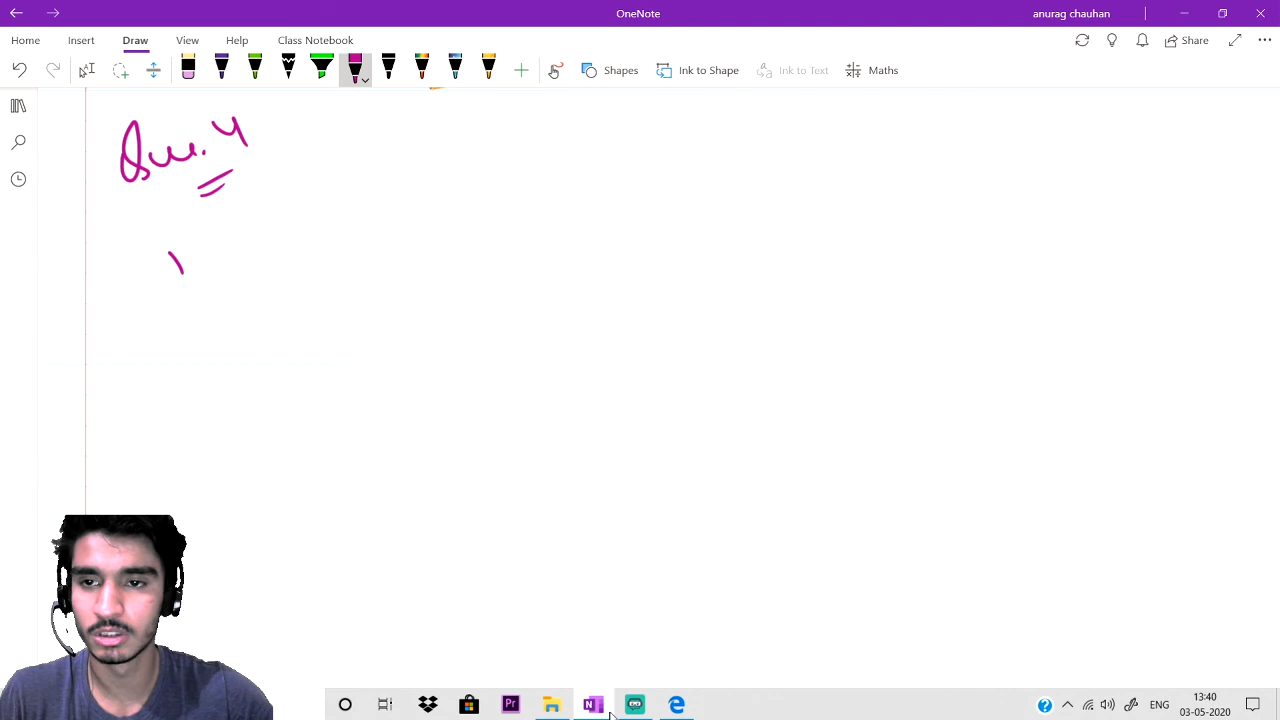 OneNote
anurag chauhan
Home
Insert
Draw
View
Help
Class Notebook
Share
Shapes
Ink to Shape
Ink to Text
Maths
Que. 4
ENG
13:40
03-05-2020